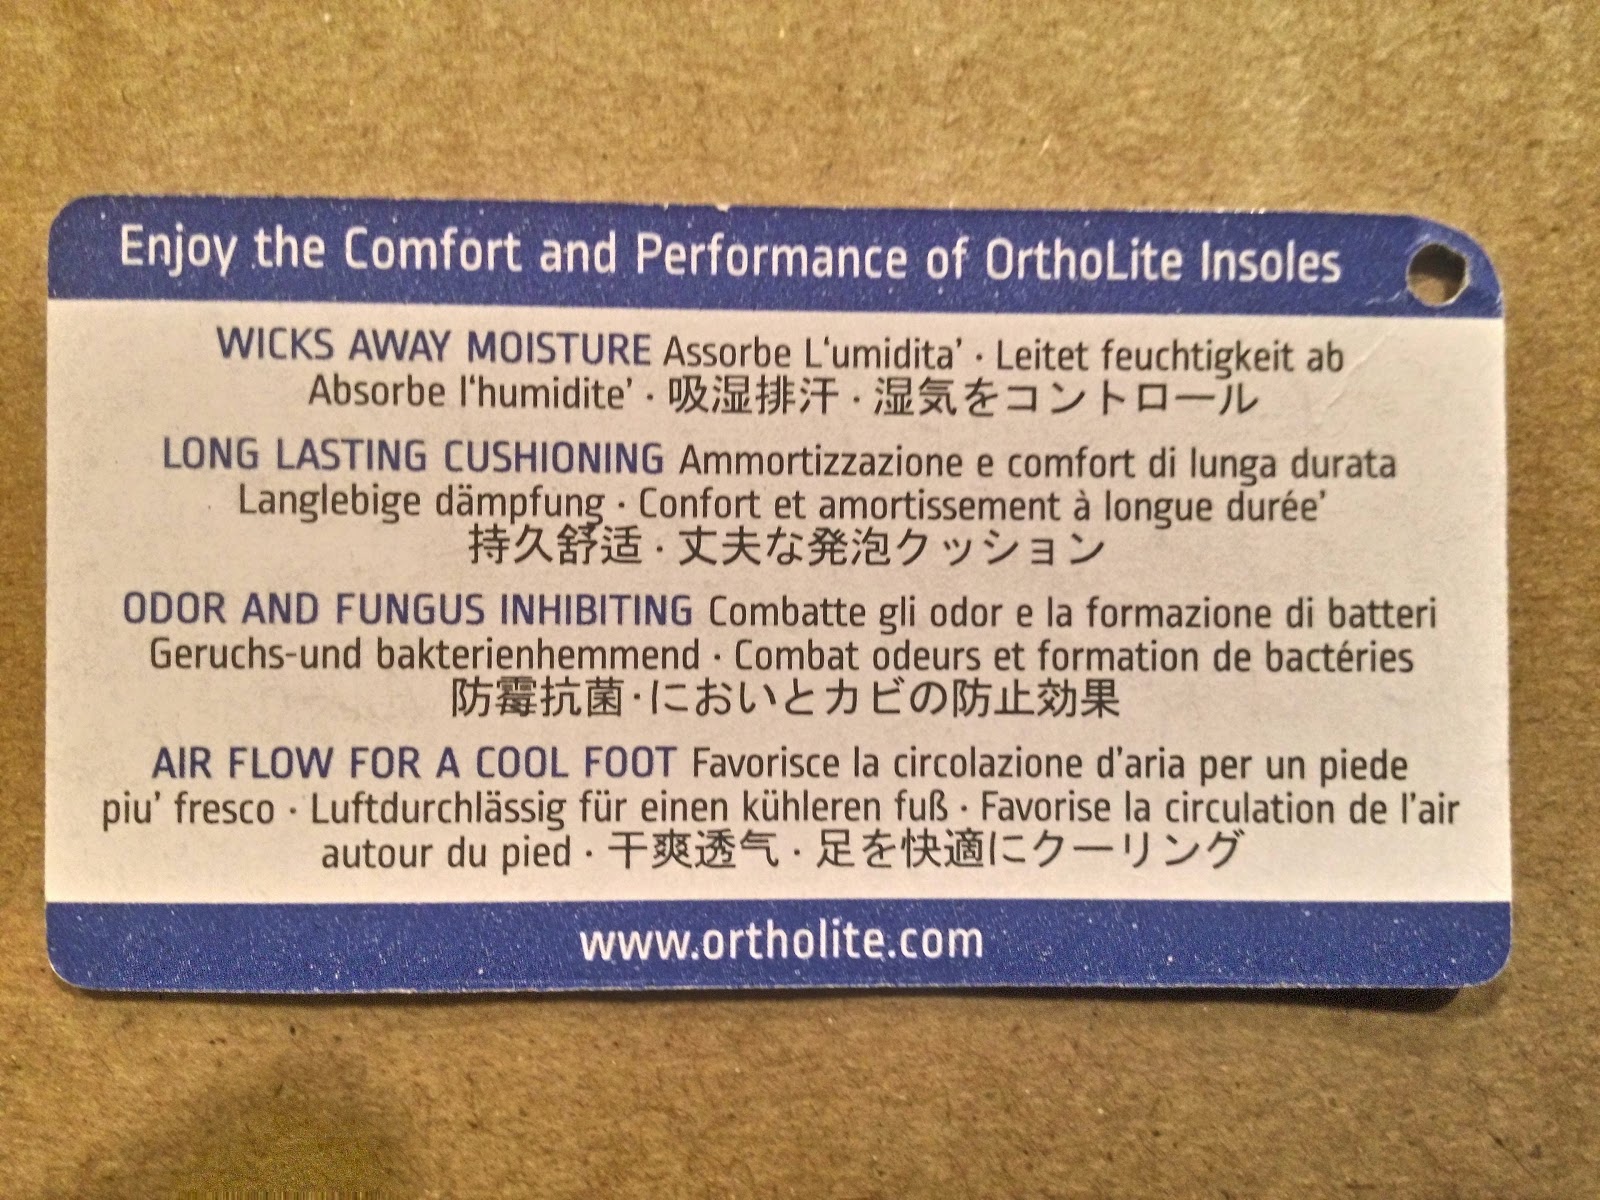 Enjoy the Comfort and Performance of OrthoLite Insoles
WICKS AWAY MOISTURE Assorbe L‘umidita’ · Leitet feuchtigkeit ab
Absorbe l‘humidite’ · 吸湿排汗 · 湿気をコントロール
LONG LASTING CUSHIONING Ammortizzazione e comfort di lunga durata
Langlebige dämpfung · Confort et amortissement à longue durée’
持久舒适 · 丈夫な発泡クッション
ODOR AND FUNGUS INHIBITING Combatte gli odor e la formazione di batteri
Geruchs-und bakterienhemmend · Combat odeurs et formation de bactéries
防霉抗菌·においとカビの防止効果
AIR FLOW FOR A COOL FOOT Favorisce la circolazione d’aria per un piede
piu’ fresco · Luftdurchlässig für einen kühleren fuß · Favorise la circulation de l’air
autour du pied · 干爽透气 · 足を快適にクーリング
www.ortholite.com